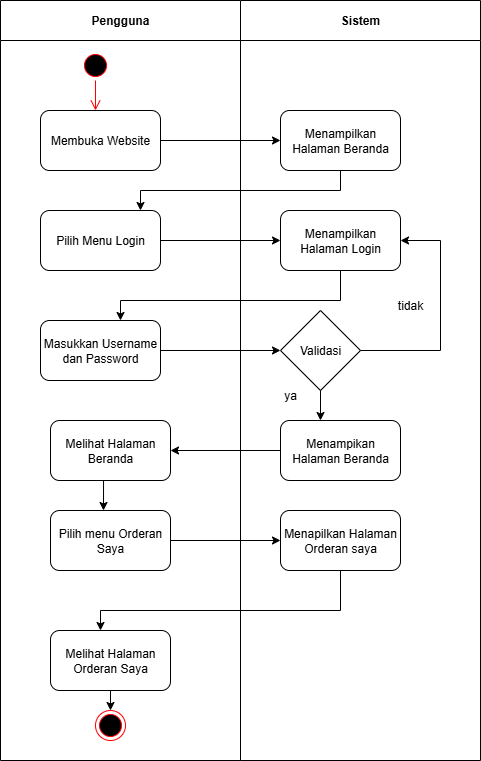 Pengguna
Sistem
Membuka Website
Menampilkan
Halaman Beranda
Pilih Menu Login
Menampilkan
Halaman Login
tidak
Masukkan Username
dan Password
Validasi
ya
Melihat Halaman
Beranda
Menampikan
Halaman Beranda
Pilih menu Orderan
Saya
Menapilkan Halaman
Orderan saya
Melihat Halaman
Orderan Saya